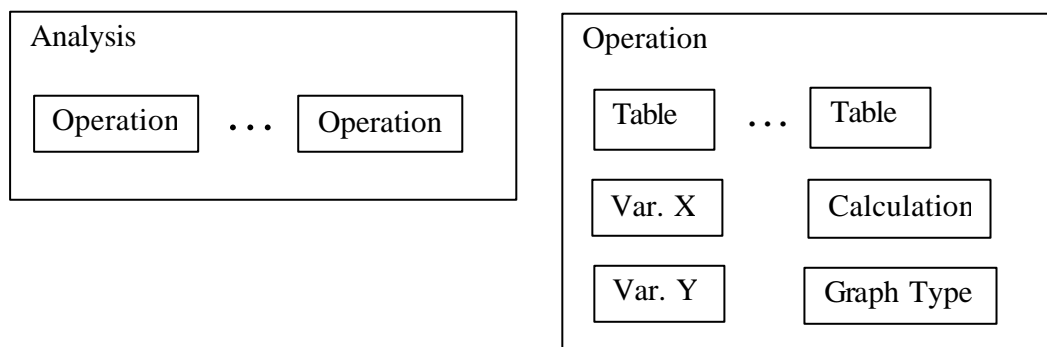 Analysis
Operation ... Operation
Operation
Table ... Table
Var. X Calculation
Var. Y Graph Type